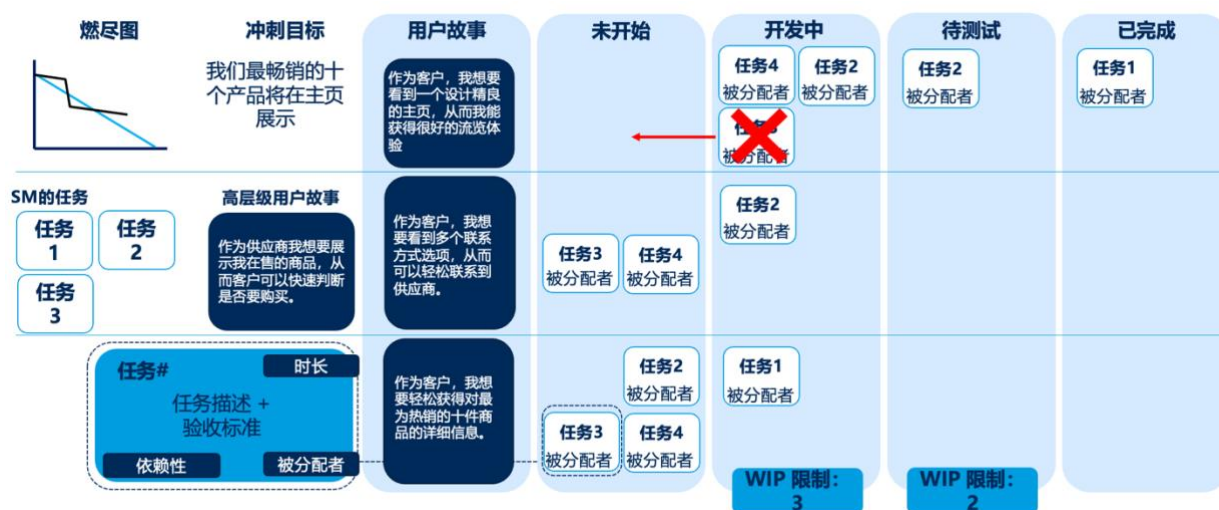 燃尽图
冲刺目标
用户故事
未开始
开发中
待测试
已完成
我们最畅销的十
个产品将在主页
展示
作为客户，我想要
看到一个设计精良
的主页，从而我能
获得很好的流览体
验
任务4
被分配者
任务2
被分配者
任务2
被分配者
任务1
被分配者
被分配者
SM的任务
任务
1
任务
2
任务
3
高层级用户故事
作为供应商我想要展
示我在售的商品，从
而客户可以快速判断
是否要购买。
作为客户，我想
要看到多个联系
方式选项，从而
可以轻松联系到
供应商。
任务3
被分配者
任务4
被分配者
任务2
被分配者
任务#
时长
任务描述 +
验收标准
依赖性
被分配者
作为客户，我想
要轻松获得对最
为热销的十件商
品的详细信息。
任务2
被分配者
任务3
被分配者
任务4
被分配者
任务1
被分配者
WIP 限制：
3
WIP 限制：
2